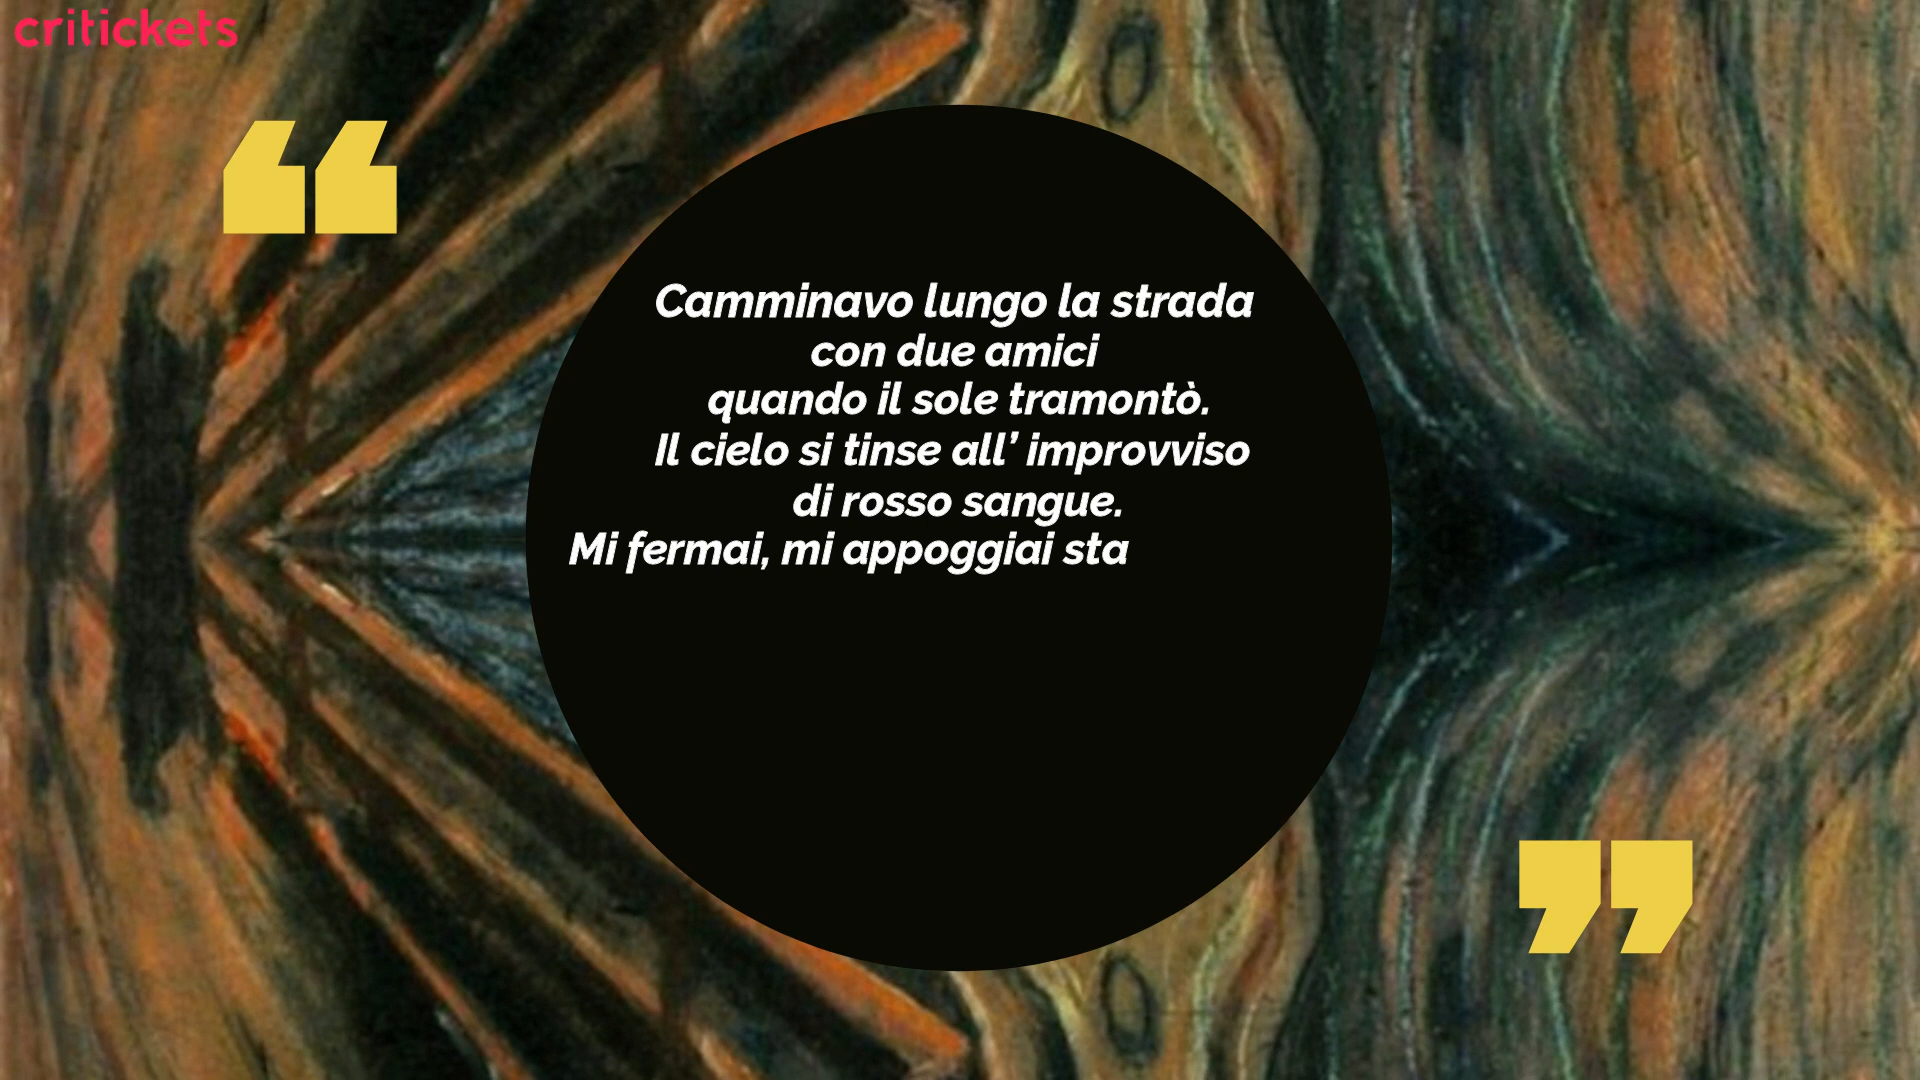 critickets
“
Camminavo lungo la strada
con due amici
quando il sole tramontò.
Il cielo si tinse all’ improvviso
di rosso sangue.
Mi fermai, mi appoggiai sta
”